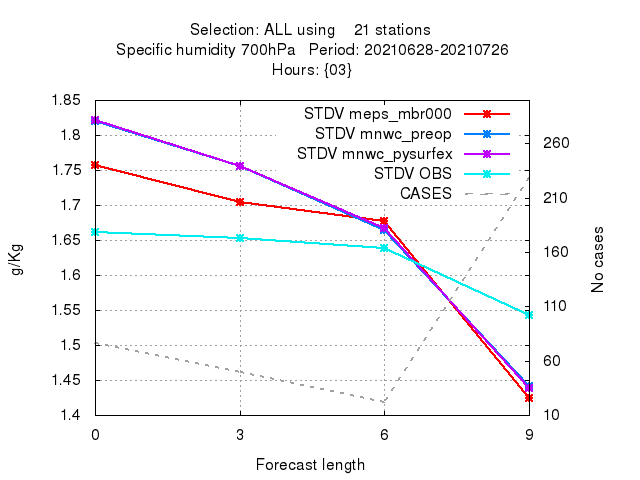 Selection: ALL using 21 stations
Specific humidity 700hPa Period: 20210628-20210726
Hours: {03}
STDV meps_mbr000
STDV mnwc_preop
STDV mnwc_pysurfex
STDV OBS
CASES
g/Kg
1.85
1.8
1.75
1.7
1.65
1.6
1.55
1.5
1.45
1.4
260
210
160
110
60
10
No cases
0 3 6 9
Forecast length